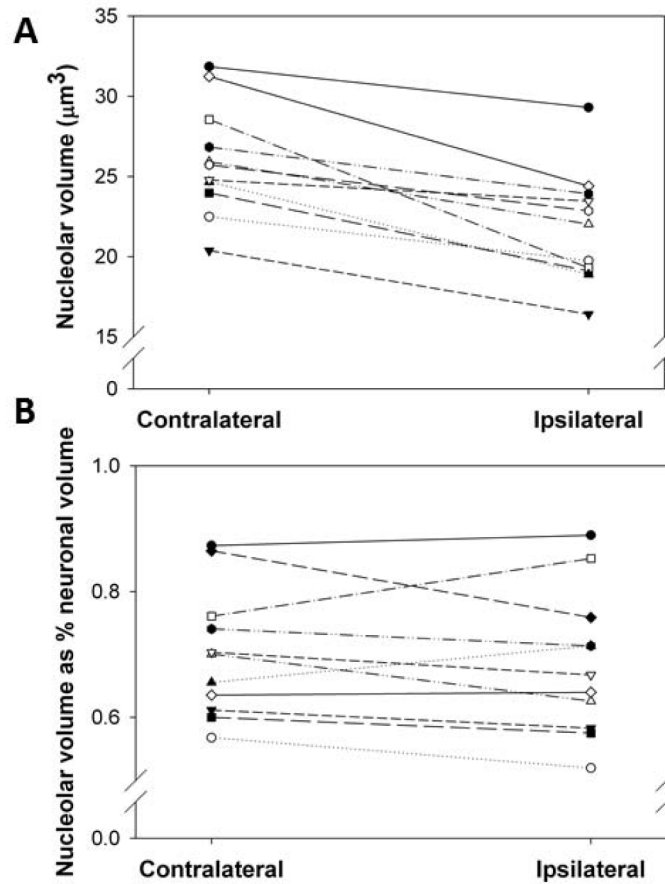 A
Nucleolar volume (μm³)
35
30
25
20
15
0
Contralateral Ipsilateral
B
Nucleolar volume as % neuronal volume
1.0
0.8
0.6
0.0
Contralateral Ipsilateral